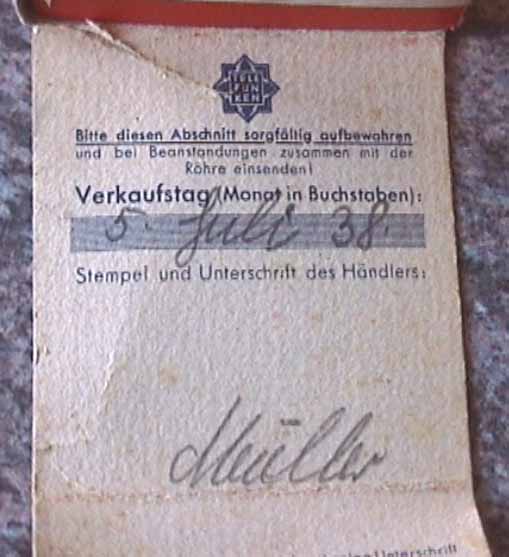 TELE
FUN
KEN
Bitte diesen Abschnitt sorgfältig aufbewahren
und bei Beanstandungen zusammen mit der
Röhre einsenden!
Verkaufstag (Monat in Buchstaben):
5. Juli 38.
Stempel und Unterschrift des Händlers:
Müller
Unterschrift